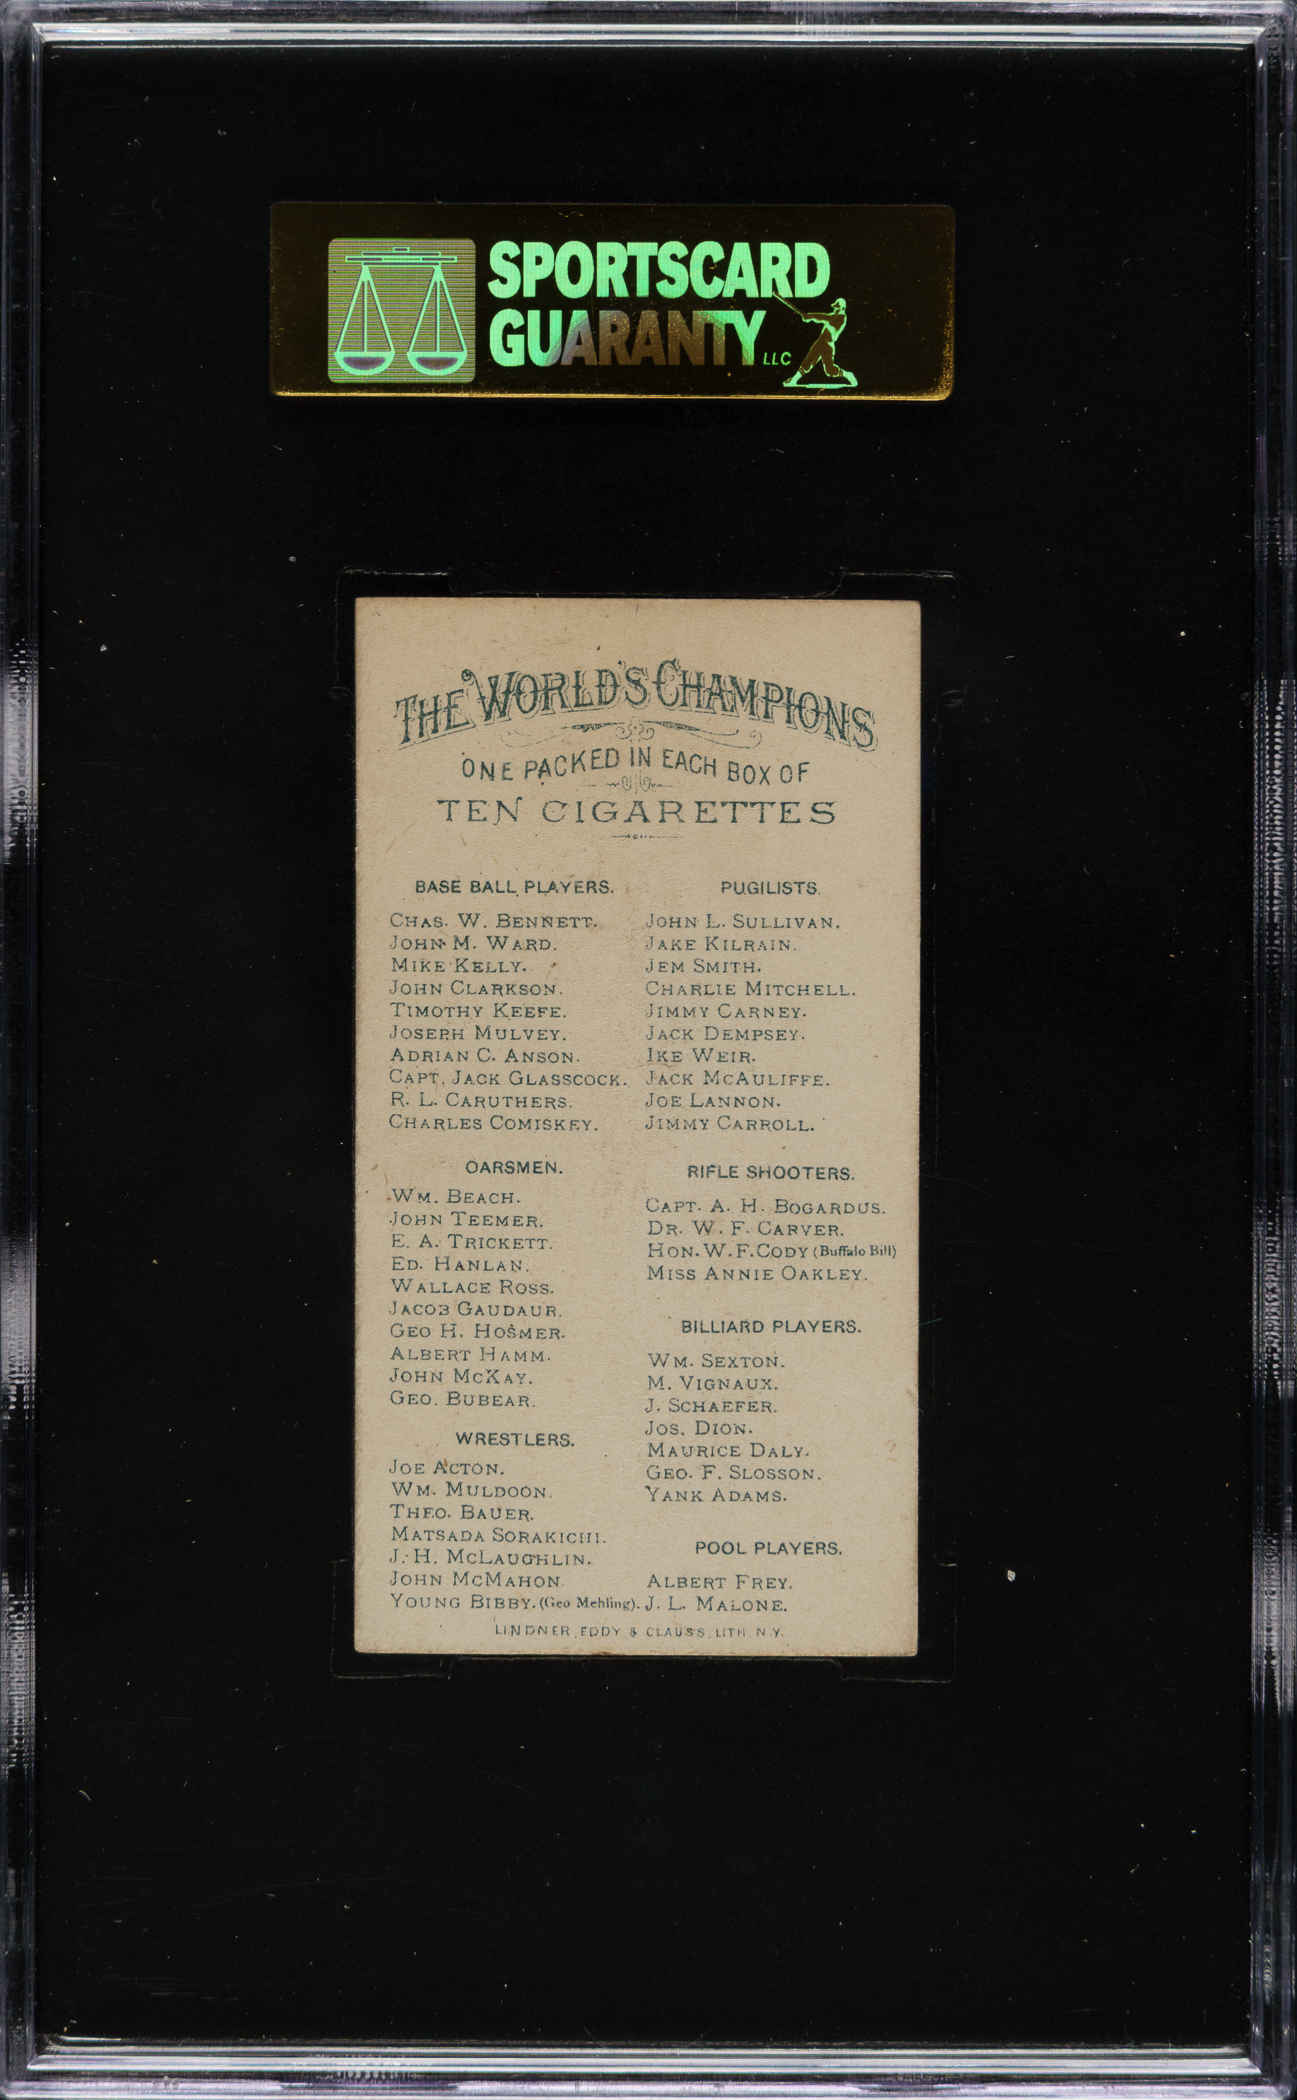 SPORTSCARD
GUARANTY LLC
THE WORLD'S CHAMPIONS
ONE PACKED IN EACH BOX OF
TEN CIGARETTES
BASE BALL PLAYERS.
CHAS. W. BENNETT.
JOHN M. WARD.
MIKE KELLY.
JOHN CLARKSON.
TIMOTHY KEEFE.
JOSEPH MULVEY.
ADRIAN C. ANSON.
CAPT. JACK GLASSCOCK.
R. L. CARUTHERS.
CHARLES COMISKEY.
OARSMEN.
WM. BEACH.
JOHN TEEMER.
E. A. TRICKETT.
ED. HANLAN.
WALLACE ROSS.
JACOB GAUDAUR.
GEO H. HOSMER.
ALBERT HAMM.
JOHN MCKAY.
GEO. BUBEAR.
WRESTLERS.
JOE ACTON.
WM. MULDOON.
THEO. BAUER.
MATSADA SORAKICHI.
J. H. MCLAUGHLIN.
JOHN MCMAHON
YOUNG BIBBY. (Geo Mehling).
PUGILISTS.
JOHN L. SULLIVAN.
JAKE KILRAIN.
JEM SMITH.
CHARLIE MITCHELL.
JIMMY CARNEY.
JACK DEMPSEY.
IKE WEIR.
JACK MCAULIFFE.
JOE LANNON.
JIMMY CARROLL.
RIFLE SHOOTERS.
CAPT. A. H. BOGARDUS.
DR. W. F. CARVER.
HON. W. F. CODY (Buffalo Bill)
MISS ANNIE OAKLEY.
BILLIARD PLAYERS.
WM. SEXTON.
M. VIGNAUX.
J. SCHAEFER.
JOS. DION.
MAURICE DALY.
GEO. F. SLOSSON.
YANK ADAMS.
POOL PLAYERS.
ALBERT FREY.
J. L. MALONE.
LINDNER, EDDY & CLAUSS, LITH. N.Y.